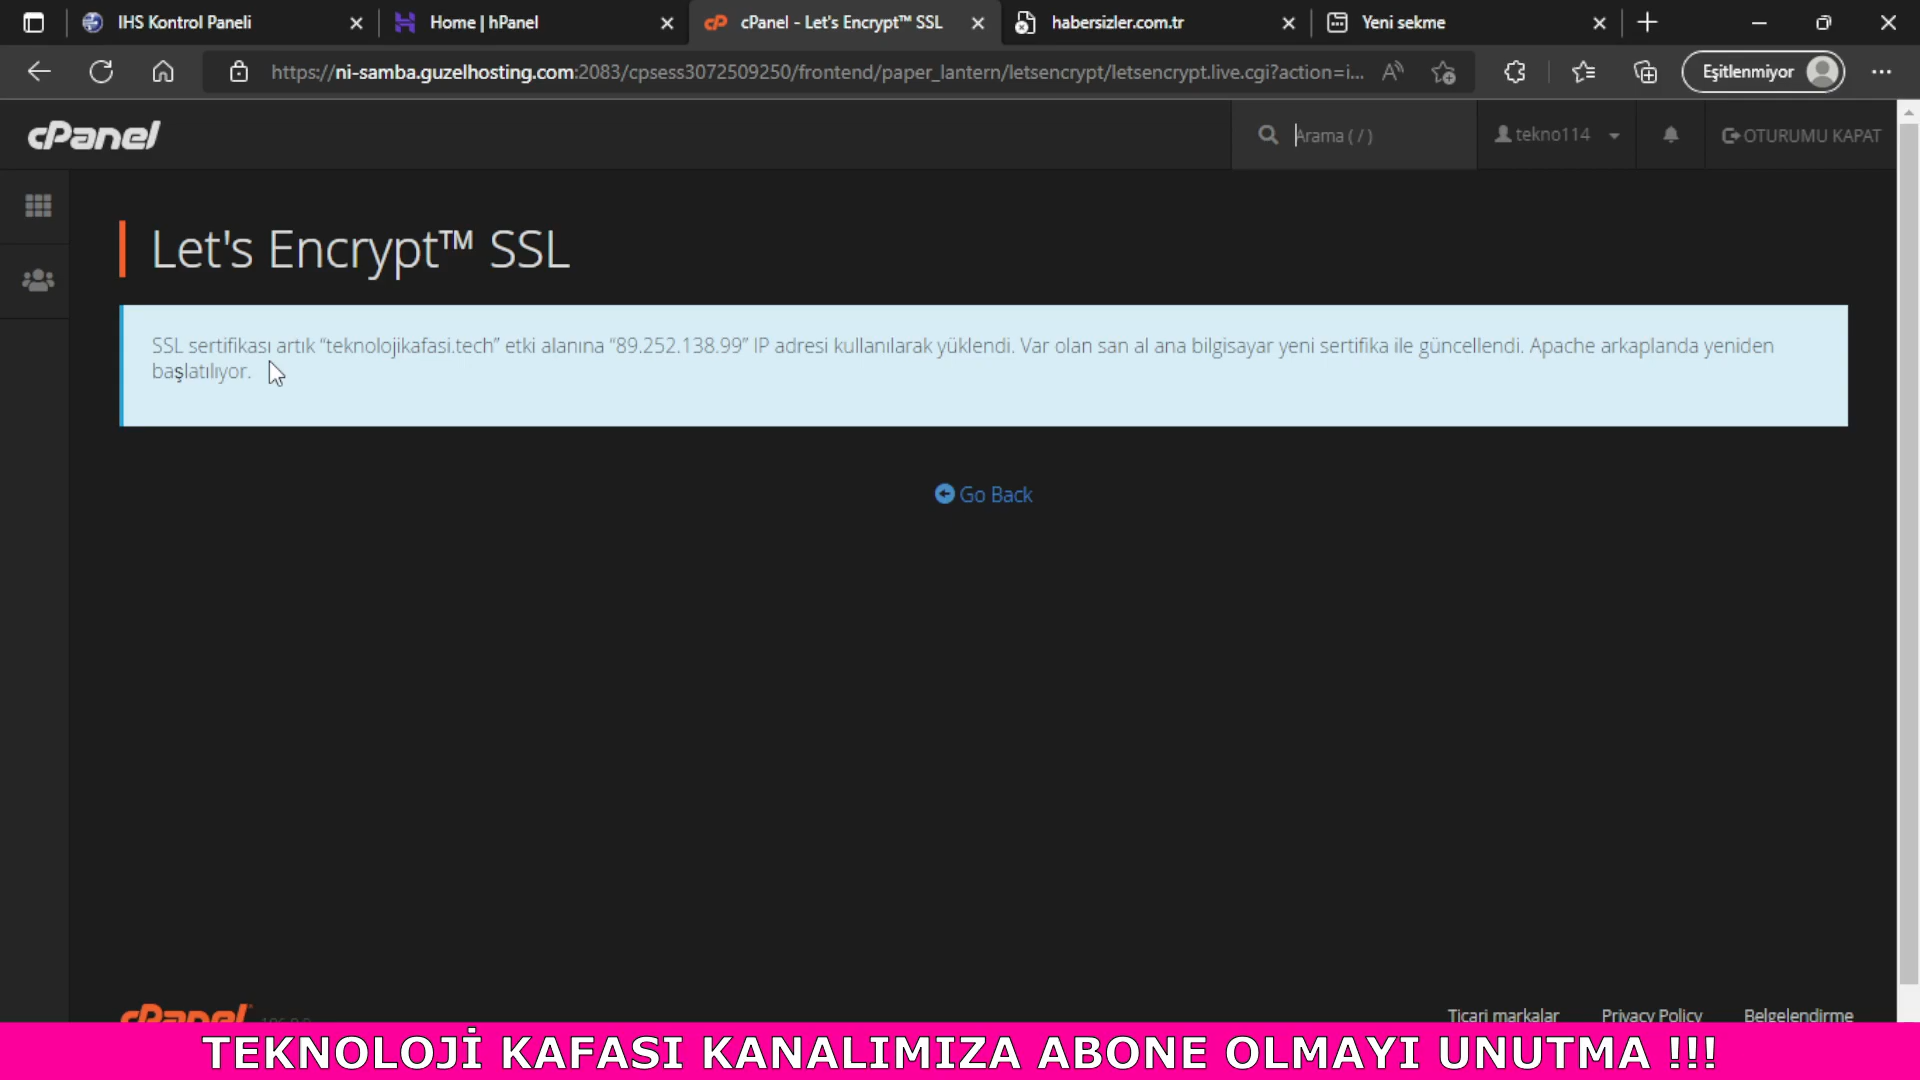 IHS Kontrol Paneli
Home | hPanel
cPanel - Let's Encrypt™ SSL
habersizler.com.tr
Yeni sekme
https://ni-samba.guzelhosting.com:2083/cpsess3072509250/frontend/paper_lantern/letsencrypt/letsencrypt.live.cgi?action=i...
Eşitlenmiyor
cPanel
Arama ( / )
tekno114
OTURUMU KAPAT
Let's Encrypt™ SSL
SSL sertifikası artık “teknolojikafasi.tech” etki alanına “89.252.138.99” IP adresi kullanılarak yüklendi. Var olan san al ana bilgisayar yeni sertifika ile güncellendi. Apache arkaplanda yeniden
başlatılıyor.
Go Back
cPanel
Ticari markalar
Privacy Policy
Belgelendirme
TEKNOLOJİ KAFASI KANALIMIZA ABONE OLMAYI UNUTMA !!!